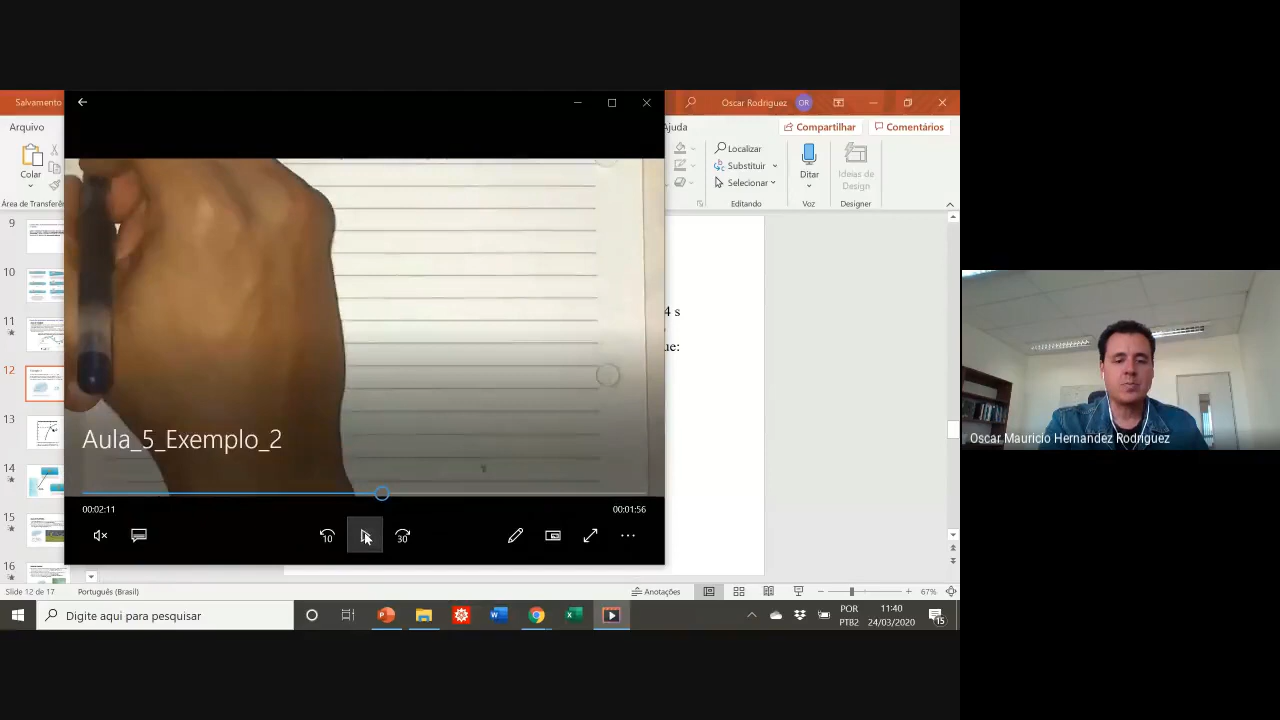 Salvamento
Oscar Rodriguez
OR
Arquivo
Ajuda
Compartilhar
Comentários
Colar
Localizar
Substituir
Selecionar
Ditar
Ideias de
Design
Área de Transferên
Editando
Voz
Designer
9
10
11
12
13
14
15
16
4 s
ue:
Aula_5_Exemplo_2
00:02:11
00:01:56
10
30
Oscar Mauricio Hernandez Rodriguez
Slide 12 de 17
Português (Brasil)
Anotações
67%
Digite aqui para pesquisar
POR
PTB2
11:40
24/03/2020
15